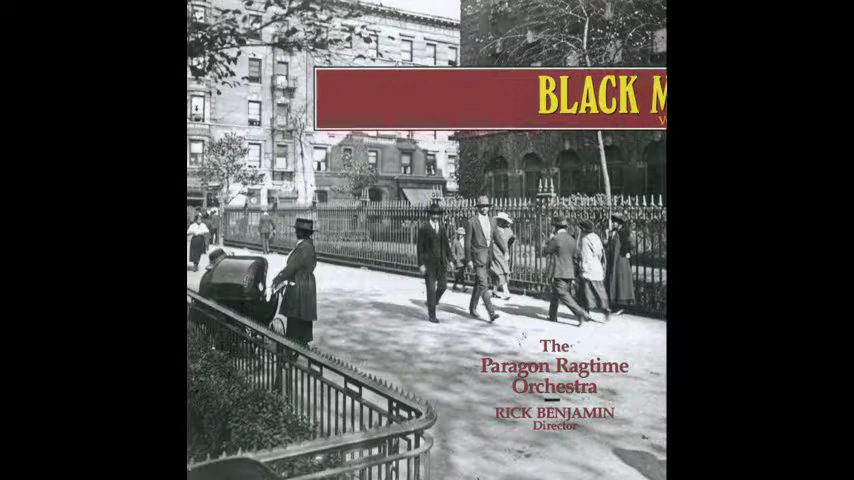 BLACK M
The
Paragon Ragtime
Orchestra
RICK BENJAMIN
Director